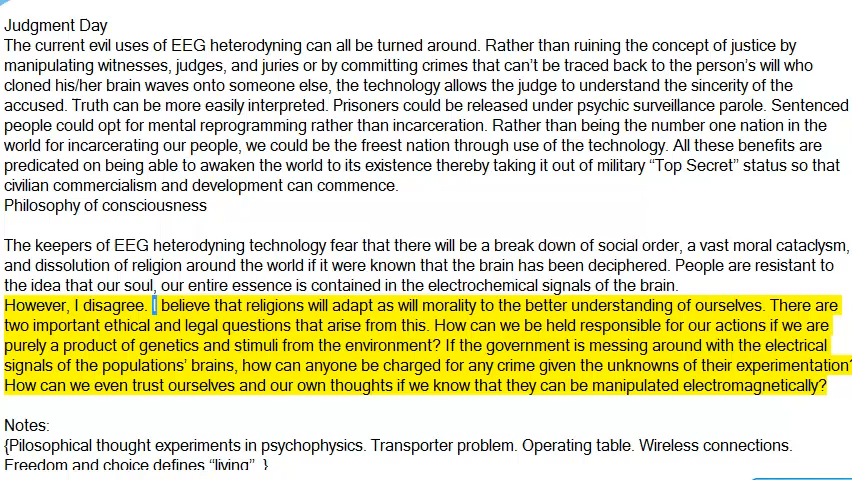 Judgment Day
The current evil uses of EEG heterodyning can all be turned around. Rather than ruining the concept of justice by
manipulating witnesses, judges, and juries or by committing crimes that can't be traced back to the person's will who
cloned his/her brain waves onto someone else, the technology allows the judge to understand the sincerity of the
accused. Truth can be more easily interpreted. Prisoners could be released under psychic surveillance parole. Sentenced
people could opt for mental reprogramming rather than incarceration. Rather than being the number one nation in the
world for incarcerating our people, we could be the freest nation through use of the technology. All these benefits are
predicated on being able to awaken the world to its existence thereby taking it out of military “Top Secret” status so that
civilian commercialism and development can commence.
Philosophy of consciousness
The keepers of EEG heterodyning technology fear that there will be a break down of social order, a vast moral cataclysm,
and dissolution of religion around the world if it were known that the brain has been deciphered. People are resistant to
the idea that our soul, our entire essence is contained in the electrochemical signals of the brain.
However, I disagree. I believe that religions will adapt as will morality to the better understanding of ourselves. There are
two important ethical and legal questions that arise from this. How can we be held responsible for our actions if we are
purely a product of genetics and stimuli from the environment? If the government is messing around with the electrical
signals of the populations’ brains, how can anyone be charged for any crime given the unknowns of their experimentation?
How can we even trust ourselves and our own thoughts if we know that they can be manipulated electromagnetically?
Notes:
{Pilosophical thought experiments in psychophysics. Transporter problem. Operating table. Wireless connections.
Freedom and choice defines “living”. }